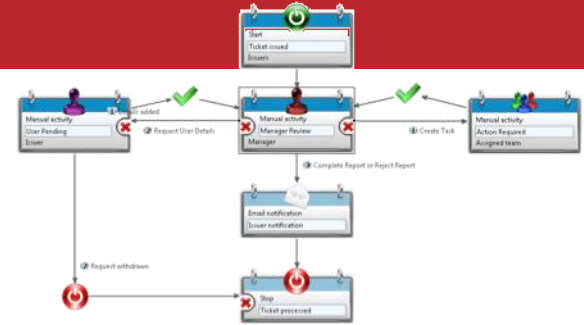 Start
Ticket issued
Issuers
Details added
Manual activity
User Pending
Issuer
Request User Details
Manual activity
Manager Review
Manager
Create Task
Manual activity
Action Required
Assigned team
Complete Report or Reject Report
Email notification
Issuer notification
Request withdrawn
Stop
Ticket processed